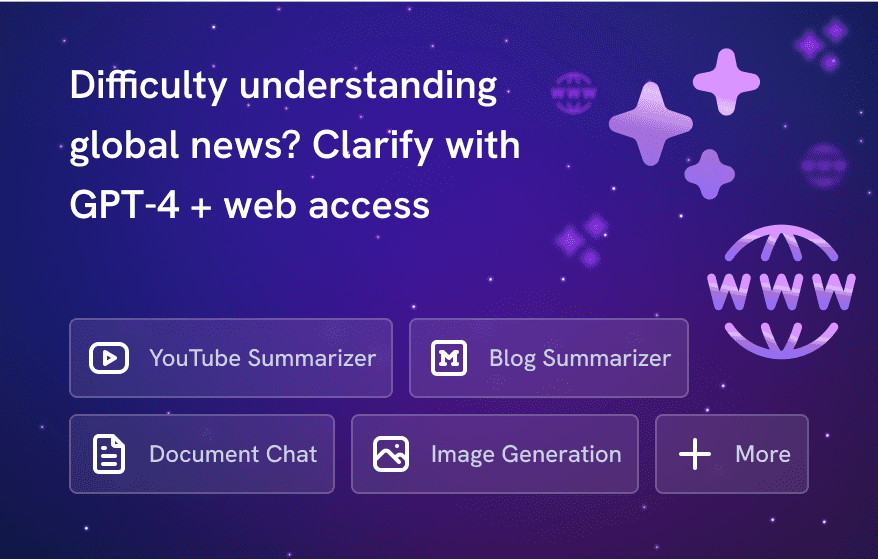 Difficulty understanding
global news? Clarify with
GPT-4 + web access
WWW
WWW
WWW
YouTube Summarizer
M Blog Summarizer
Document Chat
Image Generation
More